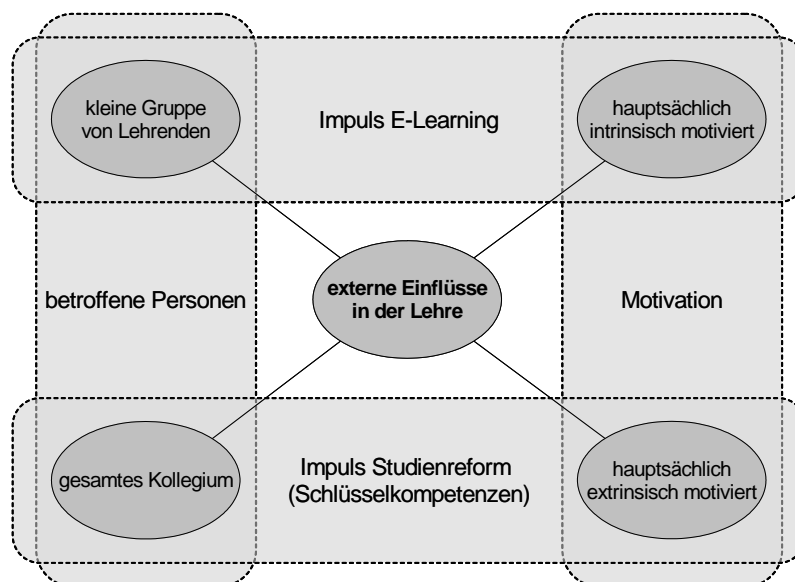 kleine Gruppe
von Lehrenden
Impuls E-Learning
hauptsächlich
intrinsisch motiviert
betroffene Personen
externe Einflüsse
in der Lehre
Motivation
gesamtes Kollegium
Impuls Studienreform
(Schlüsselkompetenzen)
hauptsächlich
extrinsisch motiviert